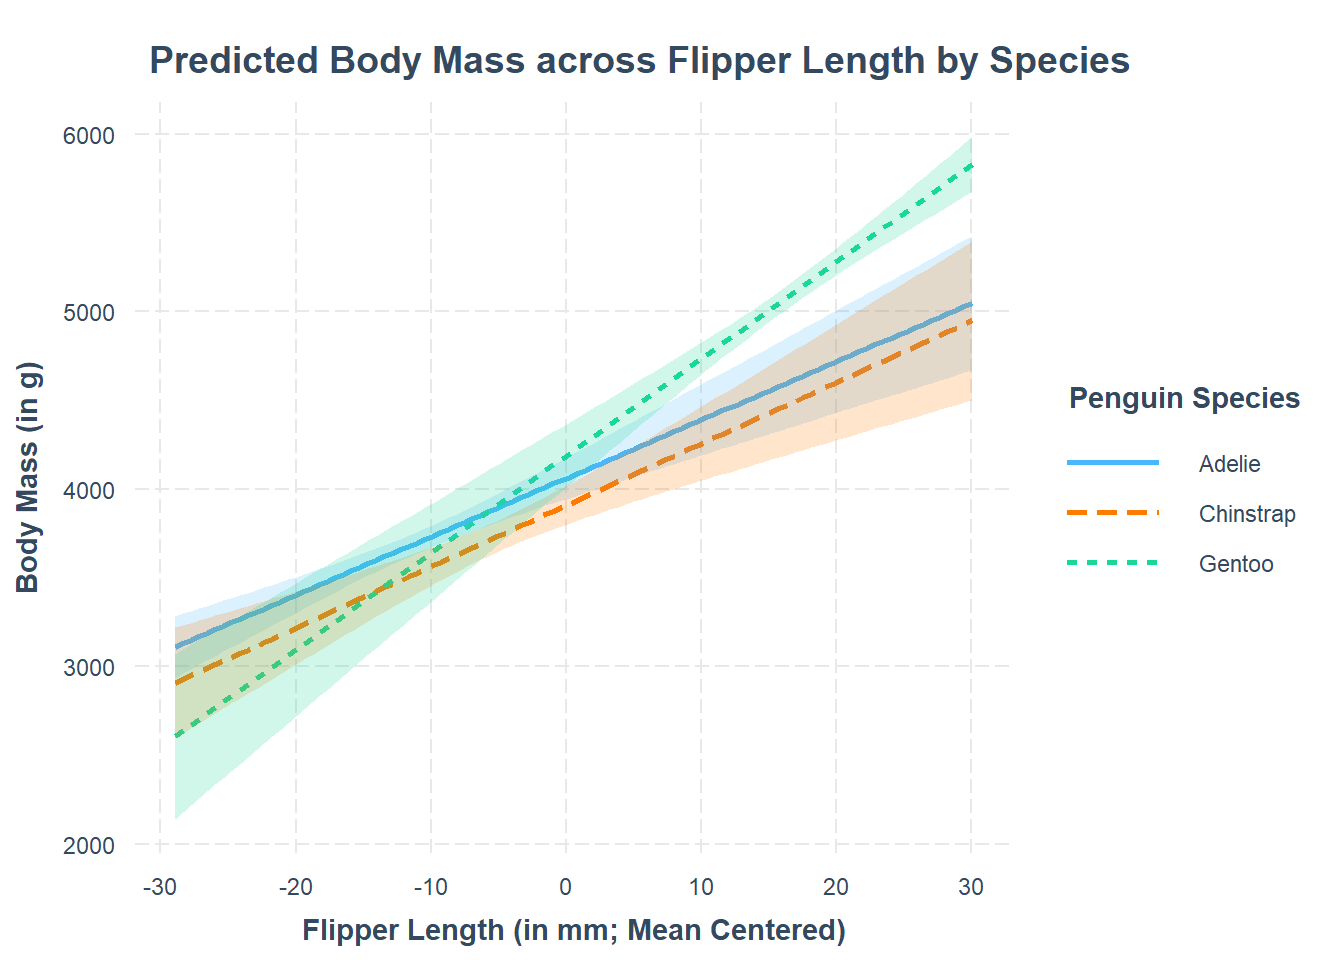 Predicted Body Mass across Flipper Length by Species
6000
5000
4000
3000
2000
Body Mass (in g)
-30 -20 -10 0 10 20 30
Flipper Length (in mm; Mean Centered)
Penguin Species
Adelie
Chinstrap
Gentoo